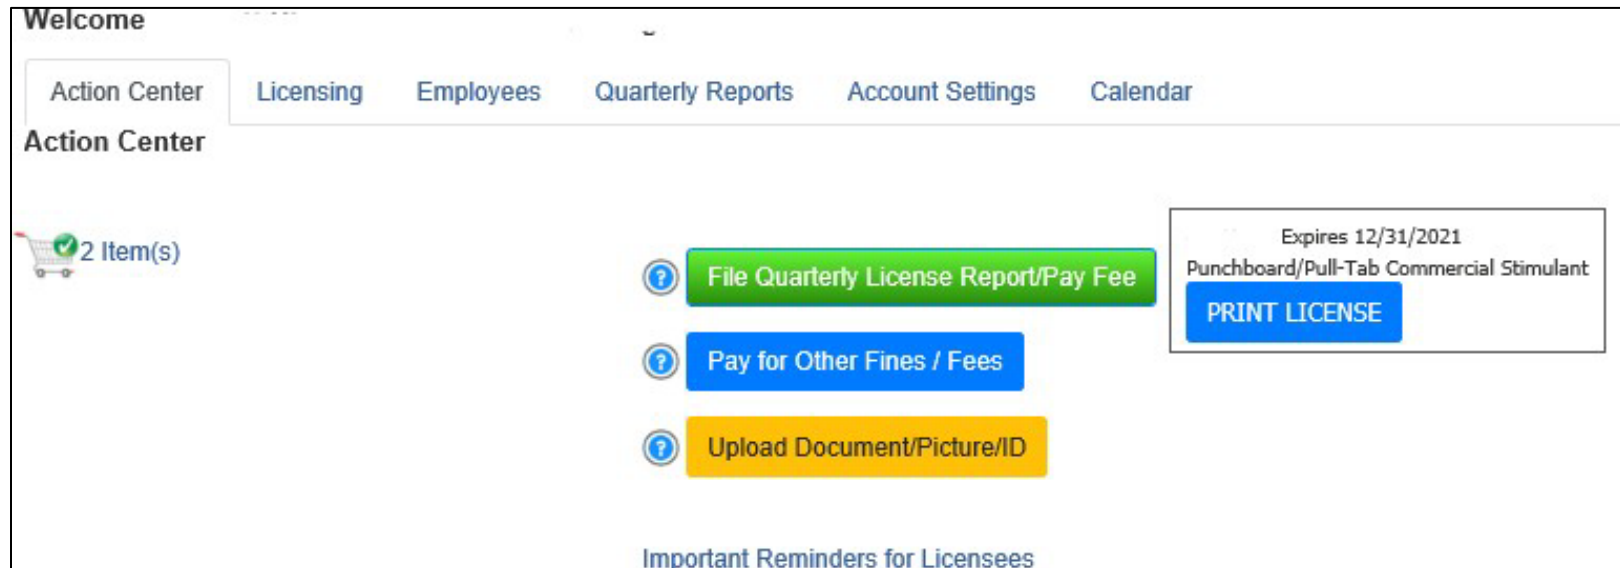 Welcome
Action Center Licensing Employees Quarterly Reports Account Settings Calendar
Action Center
2 Item(s)
File Quarterly License Report/Pay Fee
Pay for Other Fines / Fees
Upload Document/Picture/ID
Expires 12/31/2021
Punchboard/Pull-Tab Commercial Stimulant
PRINT LICENSE
Important Reminders for Licensees